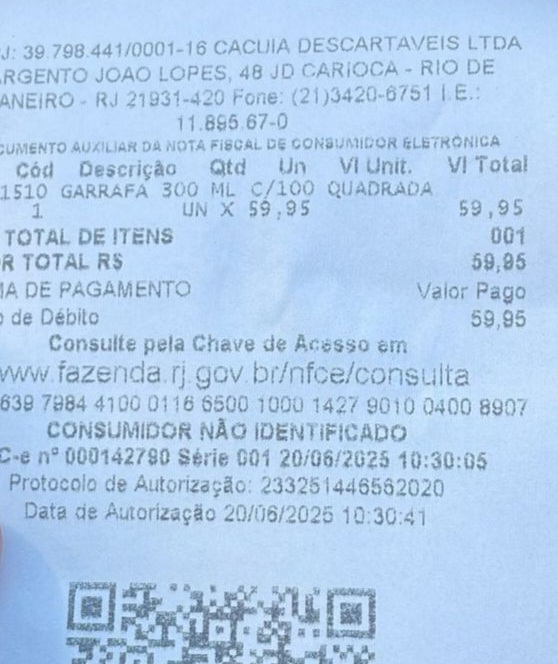 J: 39.798.441/0001-16 CACUIA DESCARTAVEIS LTDA
ARGENTO JOAO LOPES, 48 JD CARIOCA - RIO DE
ANEIRO - RJ 21931-420 Fone: (21)3420-6751 I.E.:
11.895.67-0
CUMENTO AUXILIAR DA NOTA FISCAL DE CONSUMIDOR ELETRÔNICA
Cód Descrição Qtd Un Vl Unit. Vl Total
1510 GARRAFA 300 ML C/100 QUADRADA
1 UN X 59,95 59,95
TOTAL DE ITENS 001
R TOTAL R$ 59,95
MA DE PAGAMENTO Valor Pago
o de Débito 59,95
Consulte pela Chave de Acesso em
www.fazenda.rj.gov.br/nfce/consulta
639 7984 4100 0116 6500 1000 1427 9010 0400 8907
CONSUMIDOR NÃO IDENTIFICADO
C-e nº 000142790 Série 001 20/06/2025 10:30:05
Protocolo de Autorização: 233251446562020
Data de Autorização 20/06/2025 10:30:41